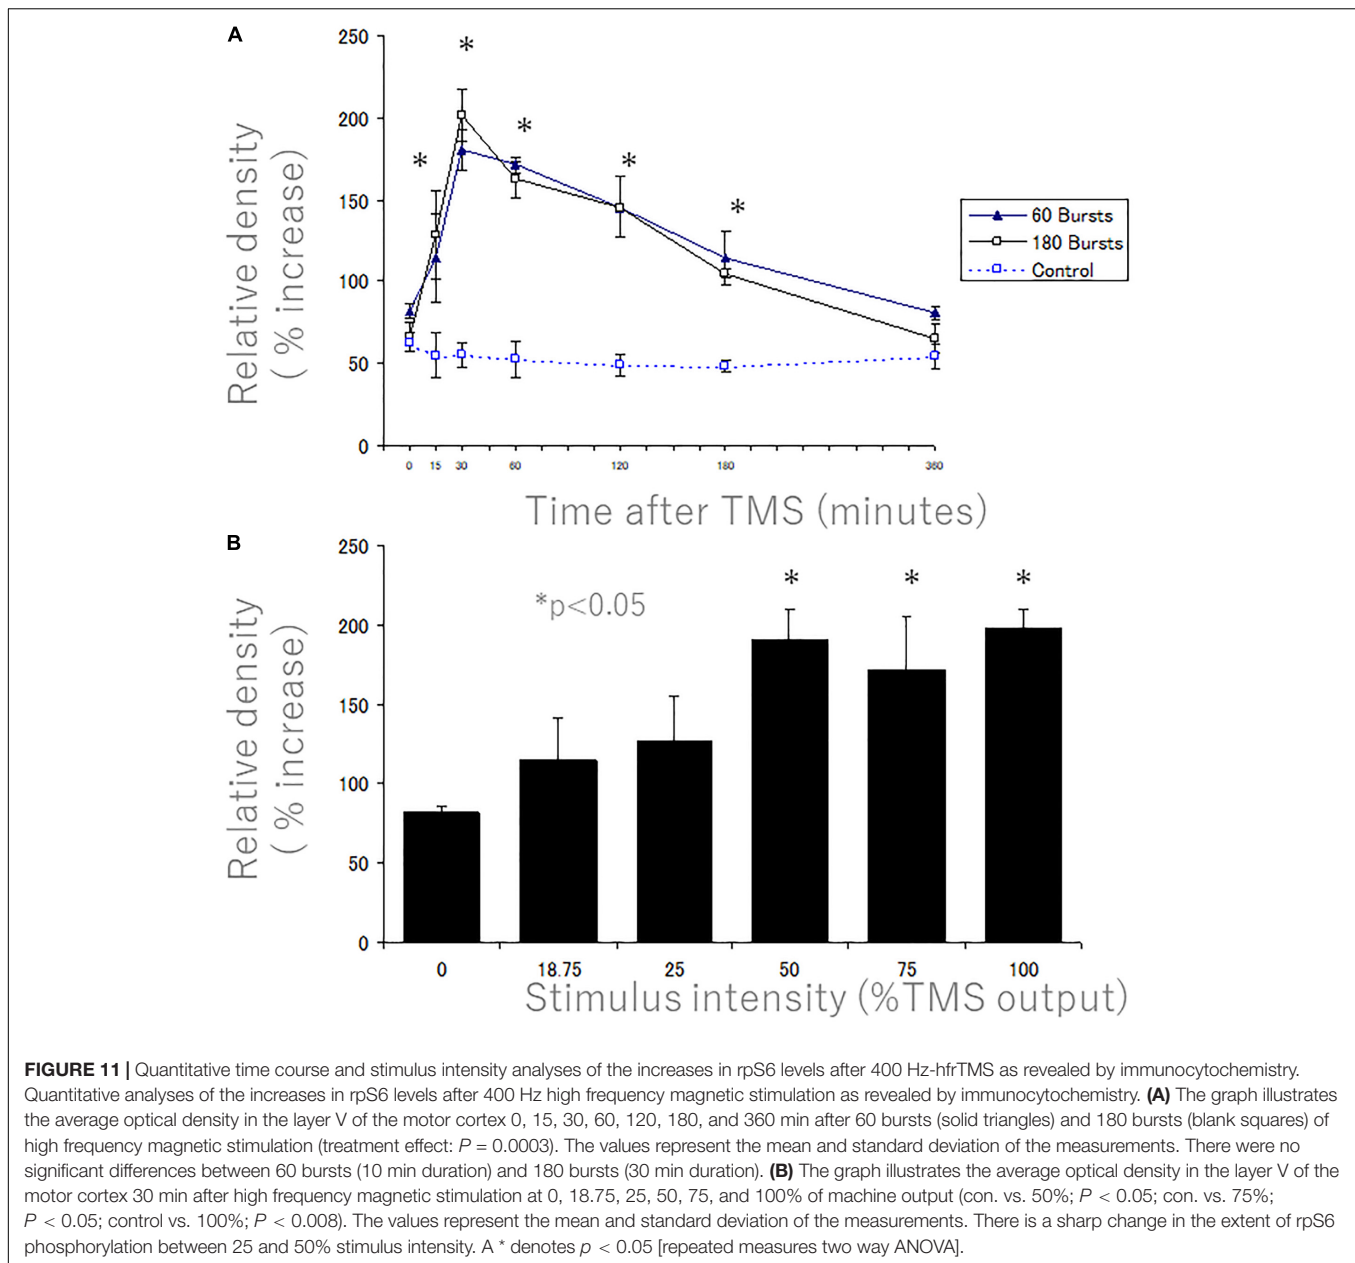 A
250
200
150
100
50
0
Relative density
( % increase)
*
*
*
*
*
60 Bursts
180 Bursts
Control
0 15 30 60 120 180 360
Time after TMS (minutes)
B
250
200
150
100
50
0
Relative density
( % increase)
*p<0.05
* * *
0 18.75 25 50 75 100
Stimulus intensity (%TMS output)
FIGURE 11 | Quantitative time course and stimulus intensity analyses of the increases in rpS6 levels after 400 Hz-hfrTMS as revealed by immunocytochemistry.
Quantitative analyses of the increases in rpS6 levels after 400 Hz high frequency magnetic stimulation as revealed by immunocytochemistry. (A) The graph illustrates
the average optical density in the layer V of the motor cortex 0, 15, 30, 60, 120, 180, and 360 min after 60 bursts (solid triangles) and 180 bursts (blank squares) of
high frequency magnetic stimulation (treatment effect: P = 0.0003). The values represent the mean and standard deviation of the measurements. There were no
significant differences between 60 bursts (10 min duration) and 180 bursts (30 min duration). (B) The graph illustrates the average optical density in the layer V of the
motor cortex 30 min after high frequency magnetic stimulation at 0, 18.75, 25, 50, 75, and 100% of machine output (con. vs. 50%; P < 0.05; con. vs. 75%;
P < 0.05; control vs. 100%; P < 0.008). The values represent the mean and standard deviation of the measurements. There is a sharp change in the extent of rpS6
phosphorylation between 25 and 50% stimulus intensity. A * denotes p < 0.05 [repeated measures two way ANOVA].